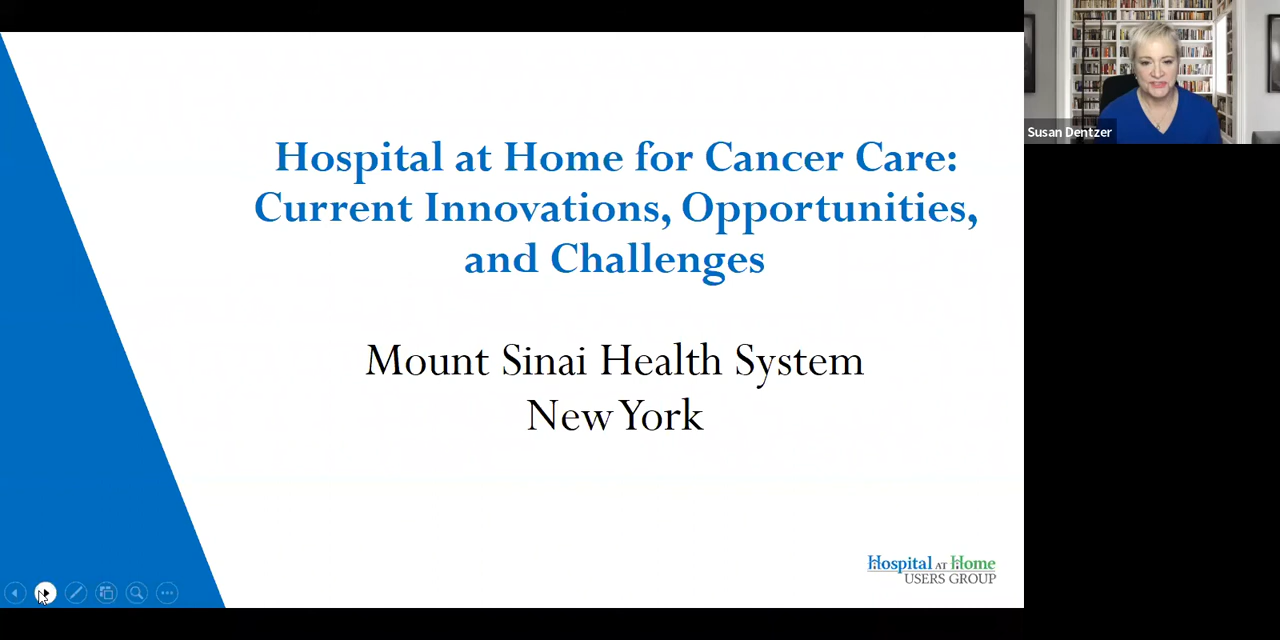 Hospital at Home for Cancer Care:
Current Innovations, Opportunities,
and Challenges
Mount Sinai Health System
New York
Hospital AT Home
USERS GROUP
Susan Dentzer